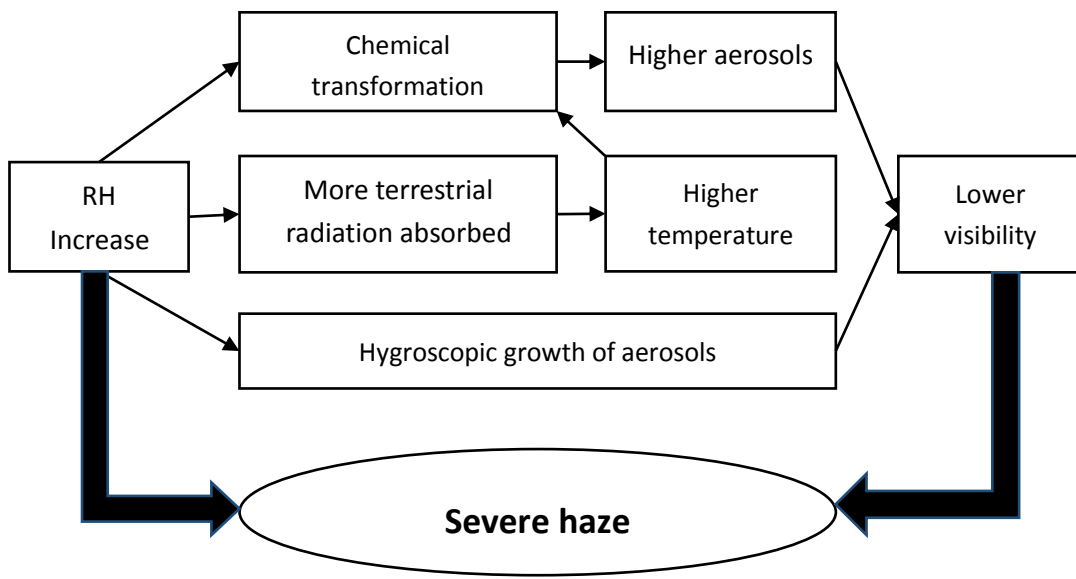 Chemical
transformation
Higher aerosols
RH
Increase
More terrestrial
radiation absorbed
Higher
temperature
Lower
visibility
Hygroscopic growth of aerosols
Severe haze